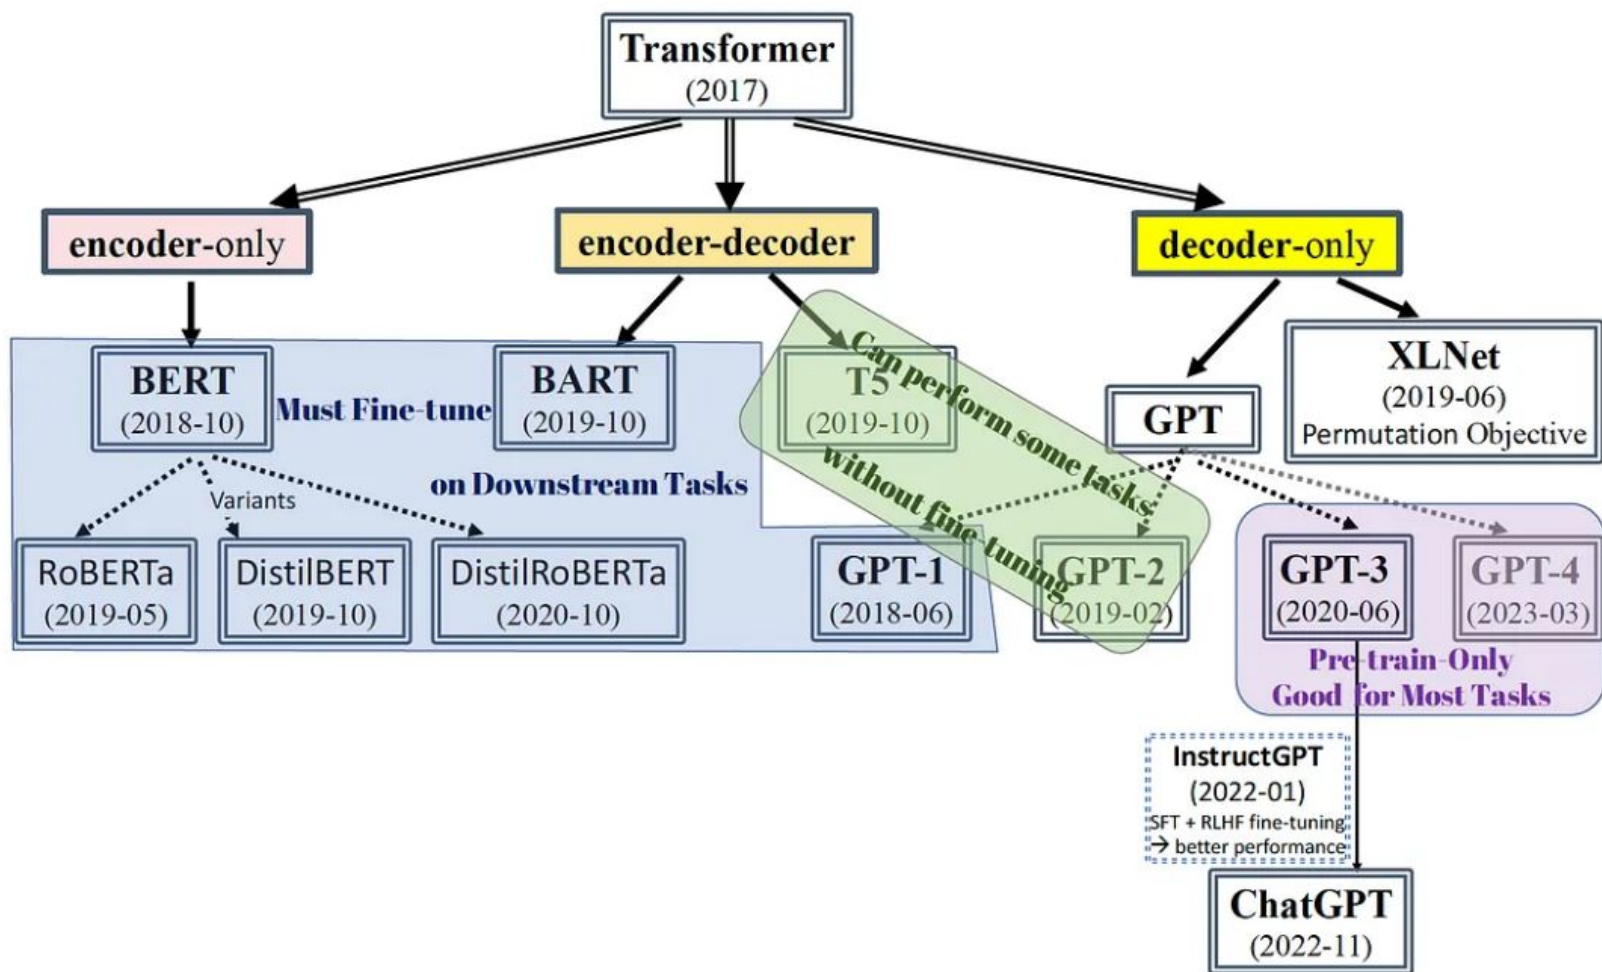 Transformer
(2017)
encoder-only
encoder-decoder
decoder-only
BERT
(2018-10)
Must Fine-tune
on Downstream Tasks
BART
(2019-10)
T5
(2019-10)
Can perform some tasks
without fine-tuning
GPT
XLNet
(2019-06)
Permutation Objective
Variants
RoBERTa
(2019-05)
DistilBERT
(2019-10)
DistilRoBERTa
(2020-10)
GPT-1
(2018-06)
GPT-2
(2019-02)
GPT-3
(2020-06)
GPT-4
(2023-03)
Pre-train-Only
Good for Most Tasks
InstructGPT
(2022-01)
SFT + RLHF fine-tuning
→ better performance
ChatGPT
(2022-11)